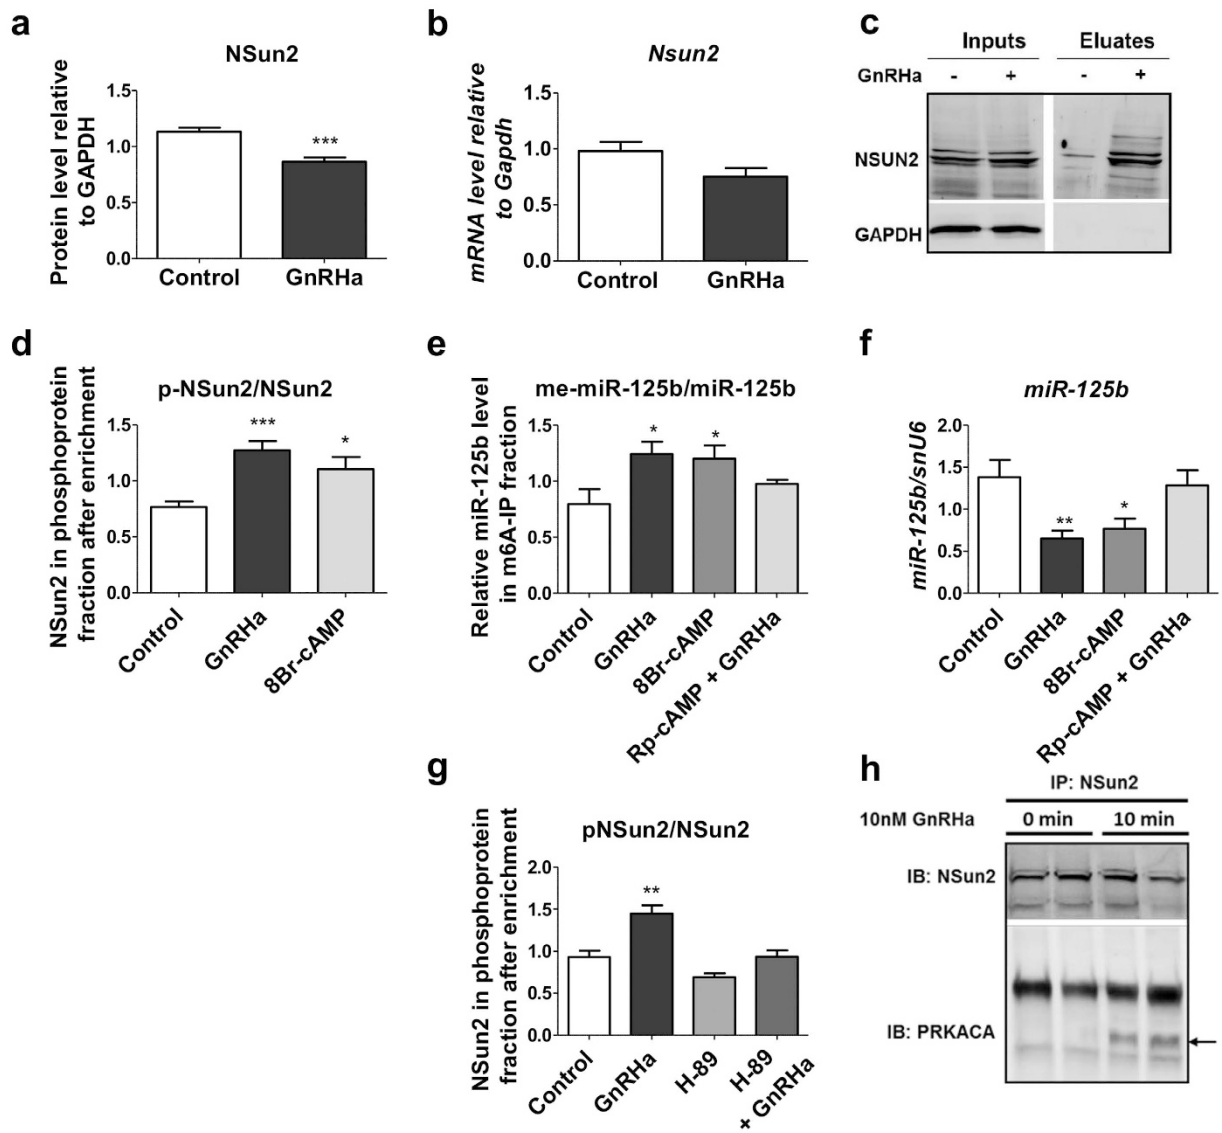 a
NSun2
Protein level relative
to GAPDH
1.5
1.0
0.5
0.0
***
Control
GnRHa
b
Nsun2
mRNA level relative
to Gapdh
1.5
1.0
0.5
0.0
Control
GnRHa
c
Inputs
Eluates
GnRHa
-
+
-
+
NSUN2
GAPDH
d
p-NSun2/NSun2
NSun2 in phosphoprotein
fraction after enrichment
1.5
1.0
0.5
0.0
***
*
Control
GnRHa
8Br-cAMP
e
me-miR-125b/miR-125b
Relative miR-125b level
in m6A-IP fraction
1.5
1.0
0.5
0.0
*
*
Control
GnRHa
8Br-cAMP
Rp-cAMP + GnRHa
f
miR-125b
miR-125b/snU6
2.0
1.5
1.0
0.5
0.0
**
*
Control
GnRHa
8Br-cAMP
Rp-cAMP + GnRHa
g
pNSun2/NSun2
NSun2 in phosphoprotein
fraction after enrichment
2.0
1.5
1.0
0.5
0.0
**
Control
GnRHa
H-89
H-89
+ GnRHa
h
IP: NSun2
10nM GnRHa
0 min
10 min
IB: NSun2
IB: PRKACA